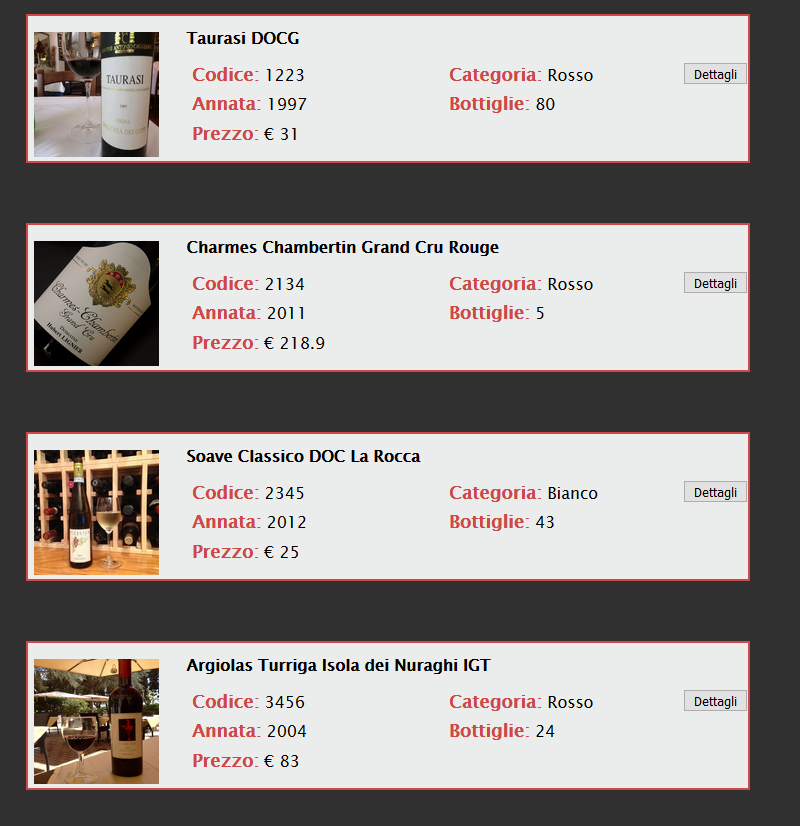 Taurasi DOCG
Codice: 1223 Categoria: Rosso Dettagli
Annata: 1997 Bottiglie: 80
Prezzo: € 31
TAURASI
Charmes Chambertin Grand Cru Rouge
Codice: 2134 Categoria: Rosso Dettagli
Annata: 2011 Bottiglie: 5
Prezzo: € 218.9
Charmes-Chambertin
Grand Cru
DOMAINE
Hubert LIGNIER
Soave Classico DOC La Rocca
Codice: 2345 Categoria: Bianco Dettagli
Annata: 2012 Bottiglie: 43
Prezzo: € 25
Argiolas Turriga Isola dei Nuraghi IGT
Codice: 3456 Categoria: Rosso Dettagli
Annata: 2004 Bottiglie: 24
Prezzo: € 83